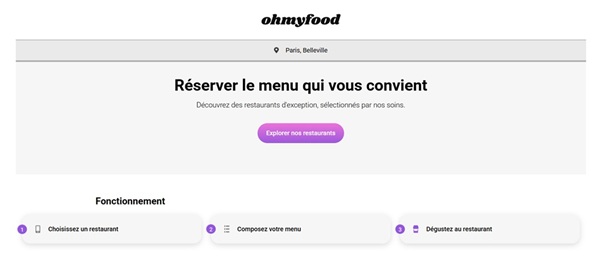 ohmyfood
Paris, Belleville
Réserver le menu qui vous convient
Découvrez des restaurants d'exception, sélectionnés par nos soins.
Explorer nos restaurants
Fonctionnement
1 Choisissez un restaurant
2 Composez votre menu
3 Dégustez au restaurant